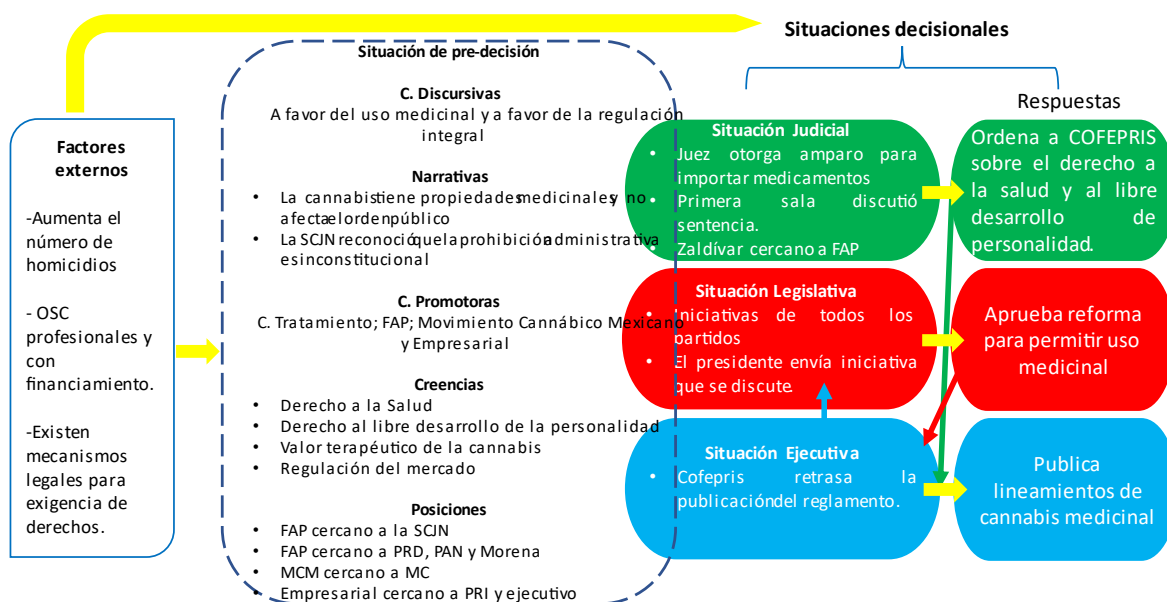 Situaciones decisionales
Factores
externos
-Aumenta el
número de
homicidios
- OSC
profesionales y
con
financiamiento.
-Existen
mecanismos
legales para
exigencia de
derechos.
Situación de pre-decisión
C. Discursivas
A favor del uso medicinal y a favor de la regulación
integral
Narrativas
• La cannabis tiene propiedades medicinales y no
afecta el orden público
• La SCJN reconoció que la prohibición administrativa
es inconstitucional
C. Promotoras
C. Tratamiento; FAP; Movimiento Cannábico Mexicano
y Empresarial
Creencias
• Derecho a la Salud
• Derecho al libre desarrollo de la personalidad
• Valor terapéutico de la cannabis
• Regulación del mercado
Posiciones
• FAP cercano a la SCJN
• FAP cercano a PRD, PAN y Morena
• MCM cercano a MC
• Empresarial cercano a PRI y ejecutivo
Situación Judicial
• Juez otorga amparo para
importar medicamentos
• Primera sala discutió
sentencia.
• Zaldívar cercano a FAP
Situación Legislativa
• Iniciativas de todos los
partidos
• El presidente envía iniciativa
que se discute.
Situación Ejecutiva
• Cofepris retrasa la
publicación del reglamento.
Respuestas
Ordena a COFEPRIS
sobre el derecho a
la salud y al libre
desarrollo de
personalidad.
Aprueba reforma
para permitir uso
medicinal
Publica
lineamientos de
cannabis medicinal